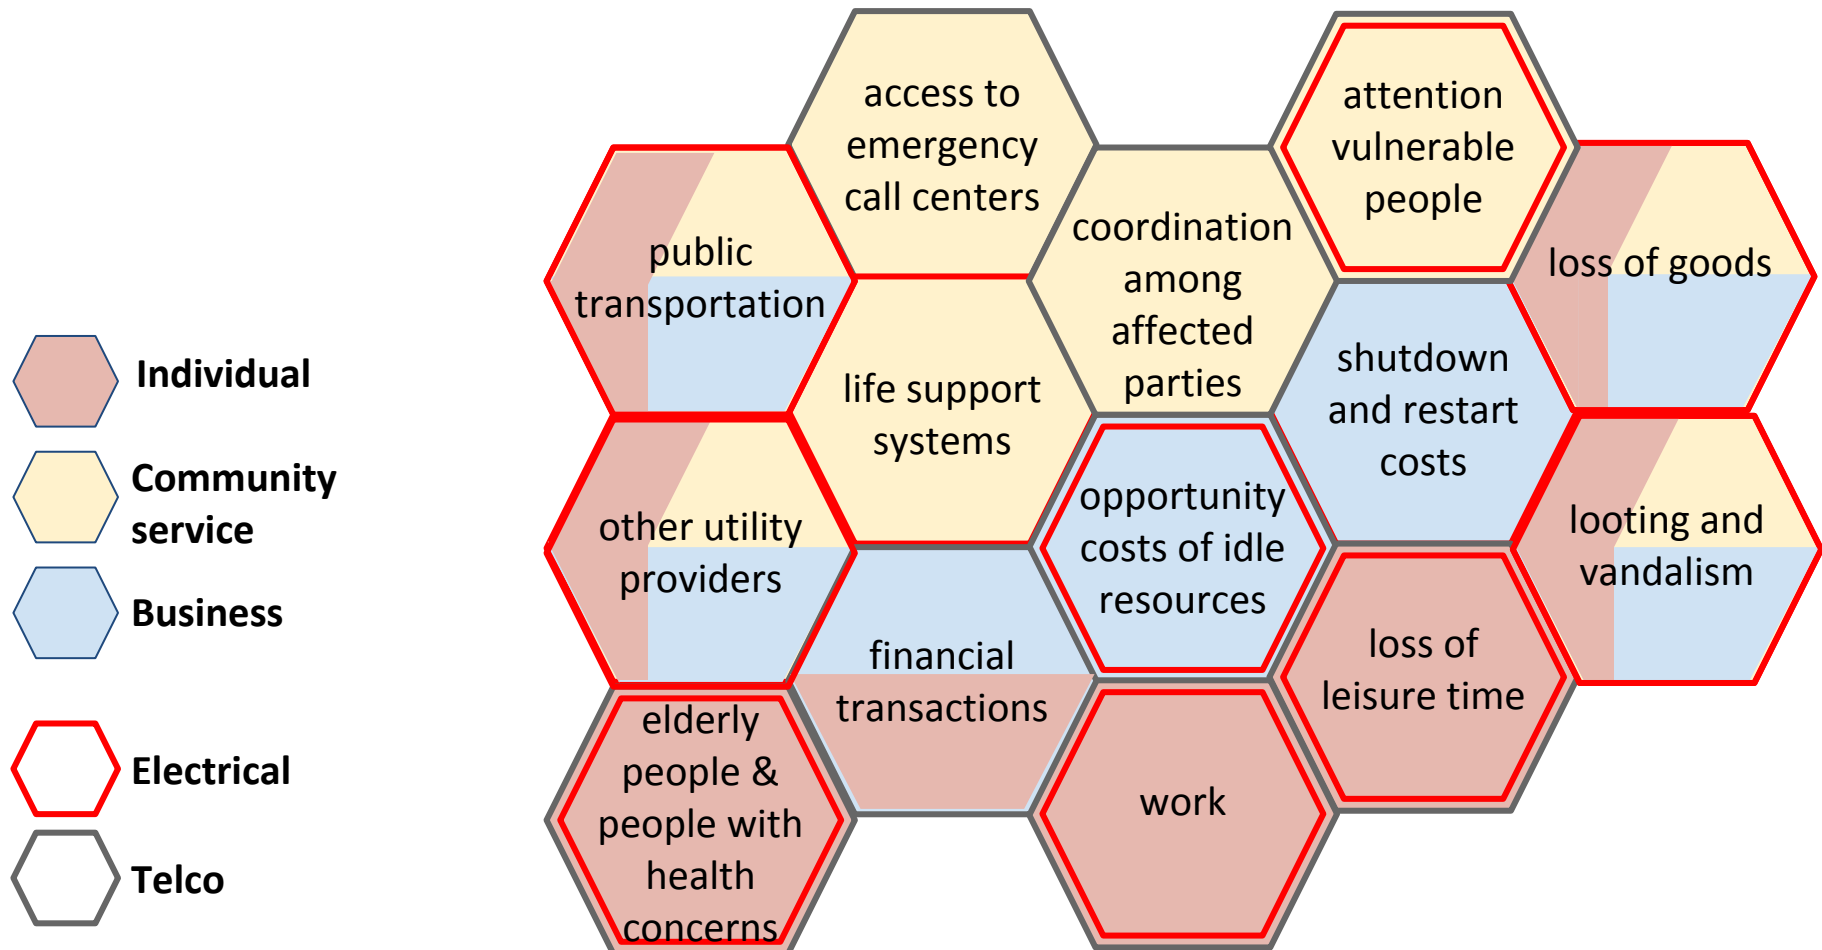 Individual
Community
service
Business
Electrical
Telco
access to
emergency
call centers
attention
vulnerable
people
public
transportation
coordination
among
affected
parties
loss of goods
life support
systems
shutdown
and restart
costs
other utility
providers
opportunity
costs of idle
resources
looting and
vandalism
financial
transactions
loss of
leisure time
elderly
people &
people with
health
concerns
work